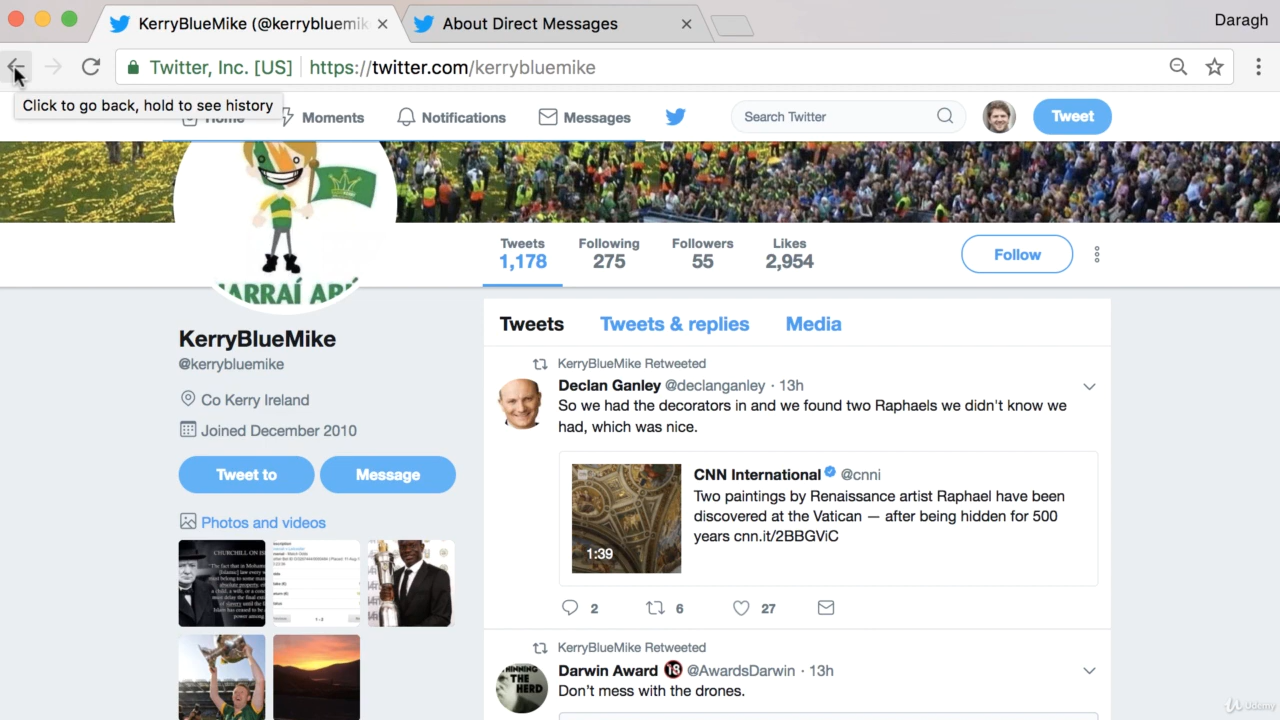 KerryBlueMike (@kerrybluemik
About Direct Messages
Daragh
Twitter, Inc. [US]
https://twitter.com/kerrybluemike
Click to go back, hold to see history
Home
Moments
Notifications
Messages
Search Twitter
Tweet
Tweets
1,178
Following
275
Followers
55
Likes
2,954
Follow
KerryBlueMike
@kerrybluemike
Co Kerry Ireland
Joined December 2010
Tweet to
Message
Photos and videos
CHURCHILL ON
Tweets
Tweets & replies
Media
KerryBlueMike Retweeted
Declan Ganley @declanganley · 13h
So we had the decorators in and we found two Raphaels we didn't know we
had, which was nice.
1:39
CNN International @cnni
Two paintings by Renaissance artist Raphael have been
discovered at the Vatican — after being hidden for 500
years cnn.it/2BBGViC
2
6
27
KerryBlueMike Retweeted
THE
HERD
Darwin Award 🔞 @AwardsDarwin · 13h
Don't mess with the drones.
Udemy